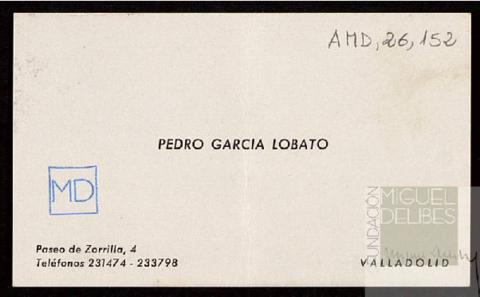 AMD, 26, 152
PEDRO GARCIA LOBATO
MD
FUNDACIÓN
MIGUEL
DELIBES
Paseo de Zorrilla, 4
Teléfonos 231474 - 233798
VALLADOLID